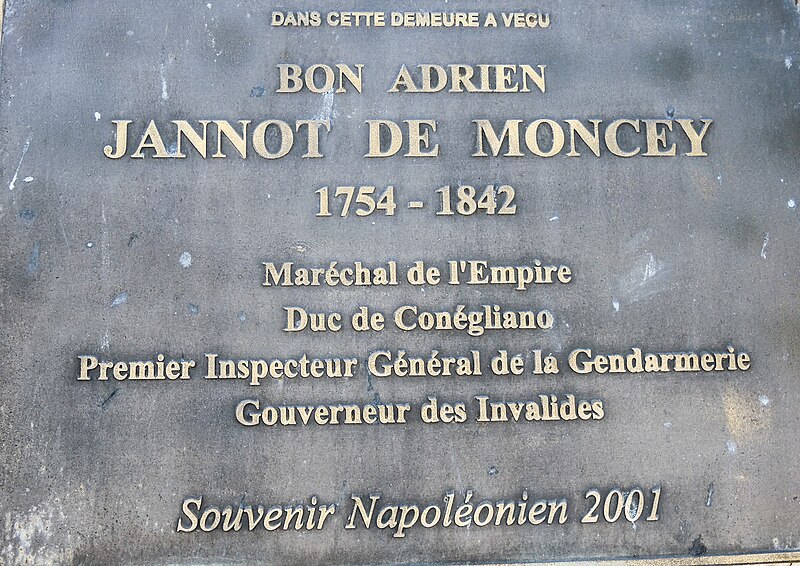 DANS CETTE DEMEURE A VECU
BON ADRIEN
JANNOT DE MONCEY
1754 - 1842
Maréchal de l'Empire
Duc de Conégliano
Premier Inspecteur Général de la Gendarmerie
Gouverneur des Invalides
Souvenir Napoléonien 2001